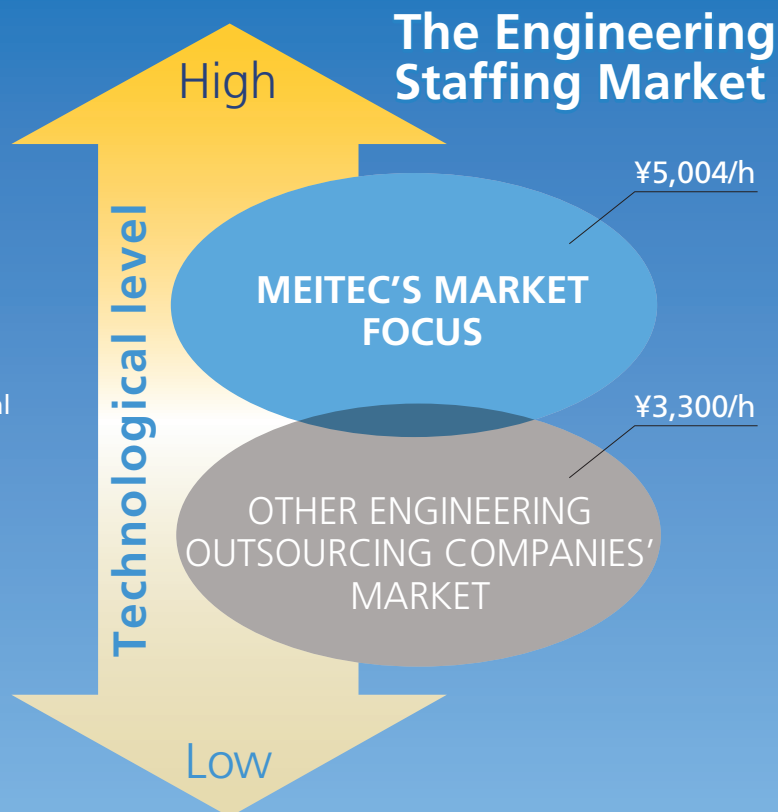 The Engineering
Staffing Market
High
¥5,004/h
Technological level
MEITEC’S MARKET
FOCUS
¥3,300/h
OTHER ENGINEERING
OUTSOURCING COMPANIES’
MARKET
Low